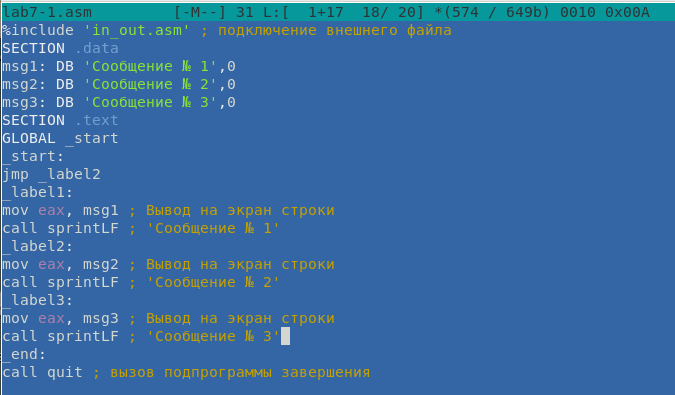 lab7-1.asm [-M--] 31 L:[ 1+17 18/ 20] *(574 / 649b) 0010 0x00A
%include 'in_out.asm' ; подключение внешнего файла
SECTION .data
msg1: DB 'Сообщение № 1',0
msg2: DB 'Сообщение № 2',0
msg3: DB 'Сообщение № 3',0
SECTION .text
GLOBAL _start
_start:
jmp _label2
_label1:
mov eax, msg1 ; Вывод на экран строки
call sprintLF ; 'Сообщение № 1'
_label2:
mov eax, msg2 ; Вывод на экран строки
call sprintLF ; 'Сообщение № 2'
_label3:
mov eax, msg3 ; Вывод на экран строки
call sprintLF ; 'Сообщение № 3'
_end:
call quit ; вызов подпрограммы завершения